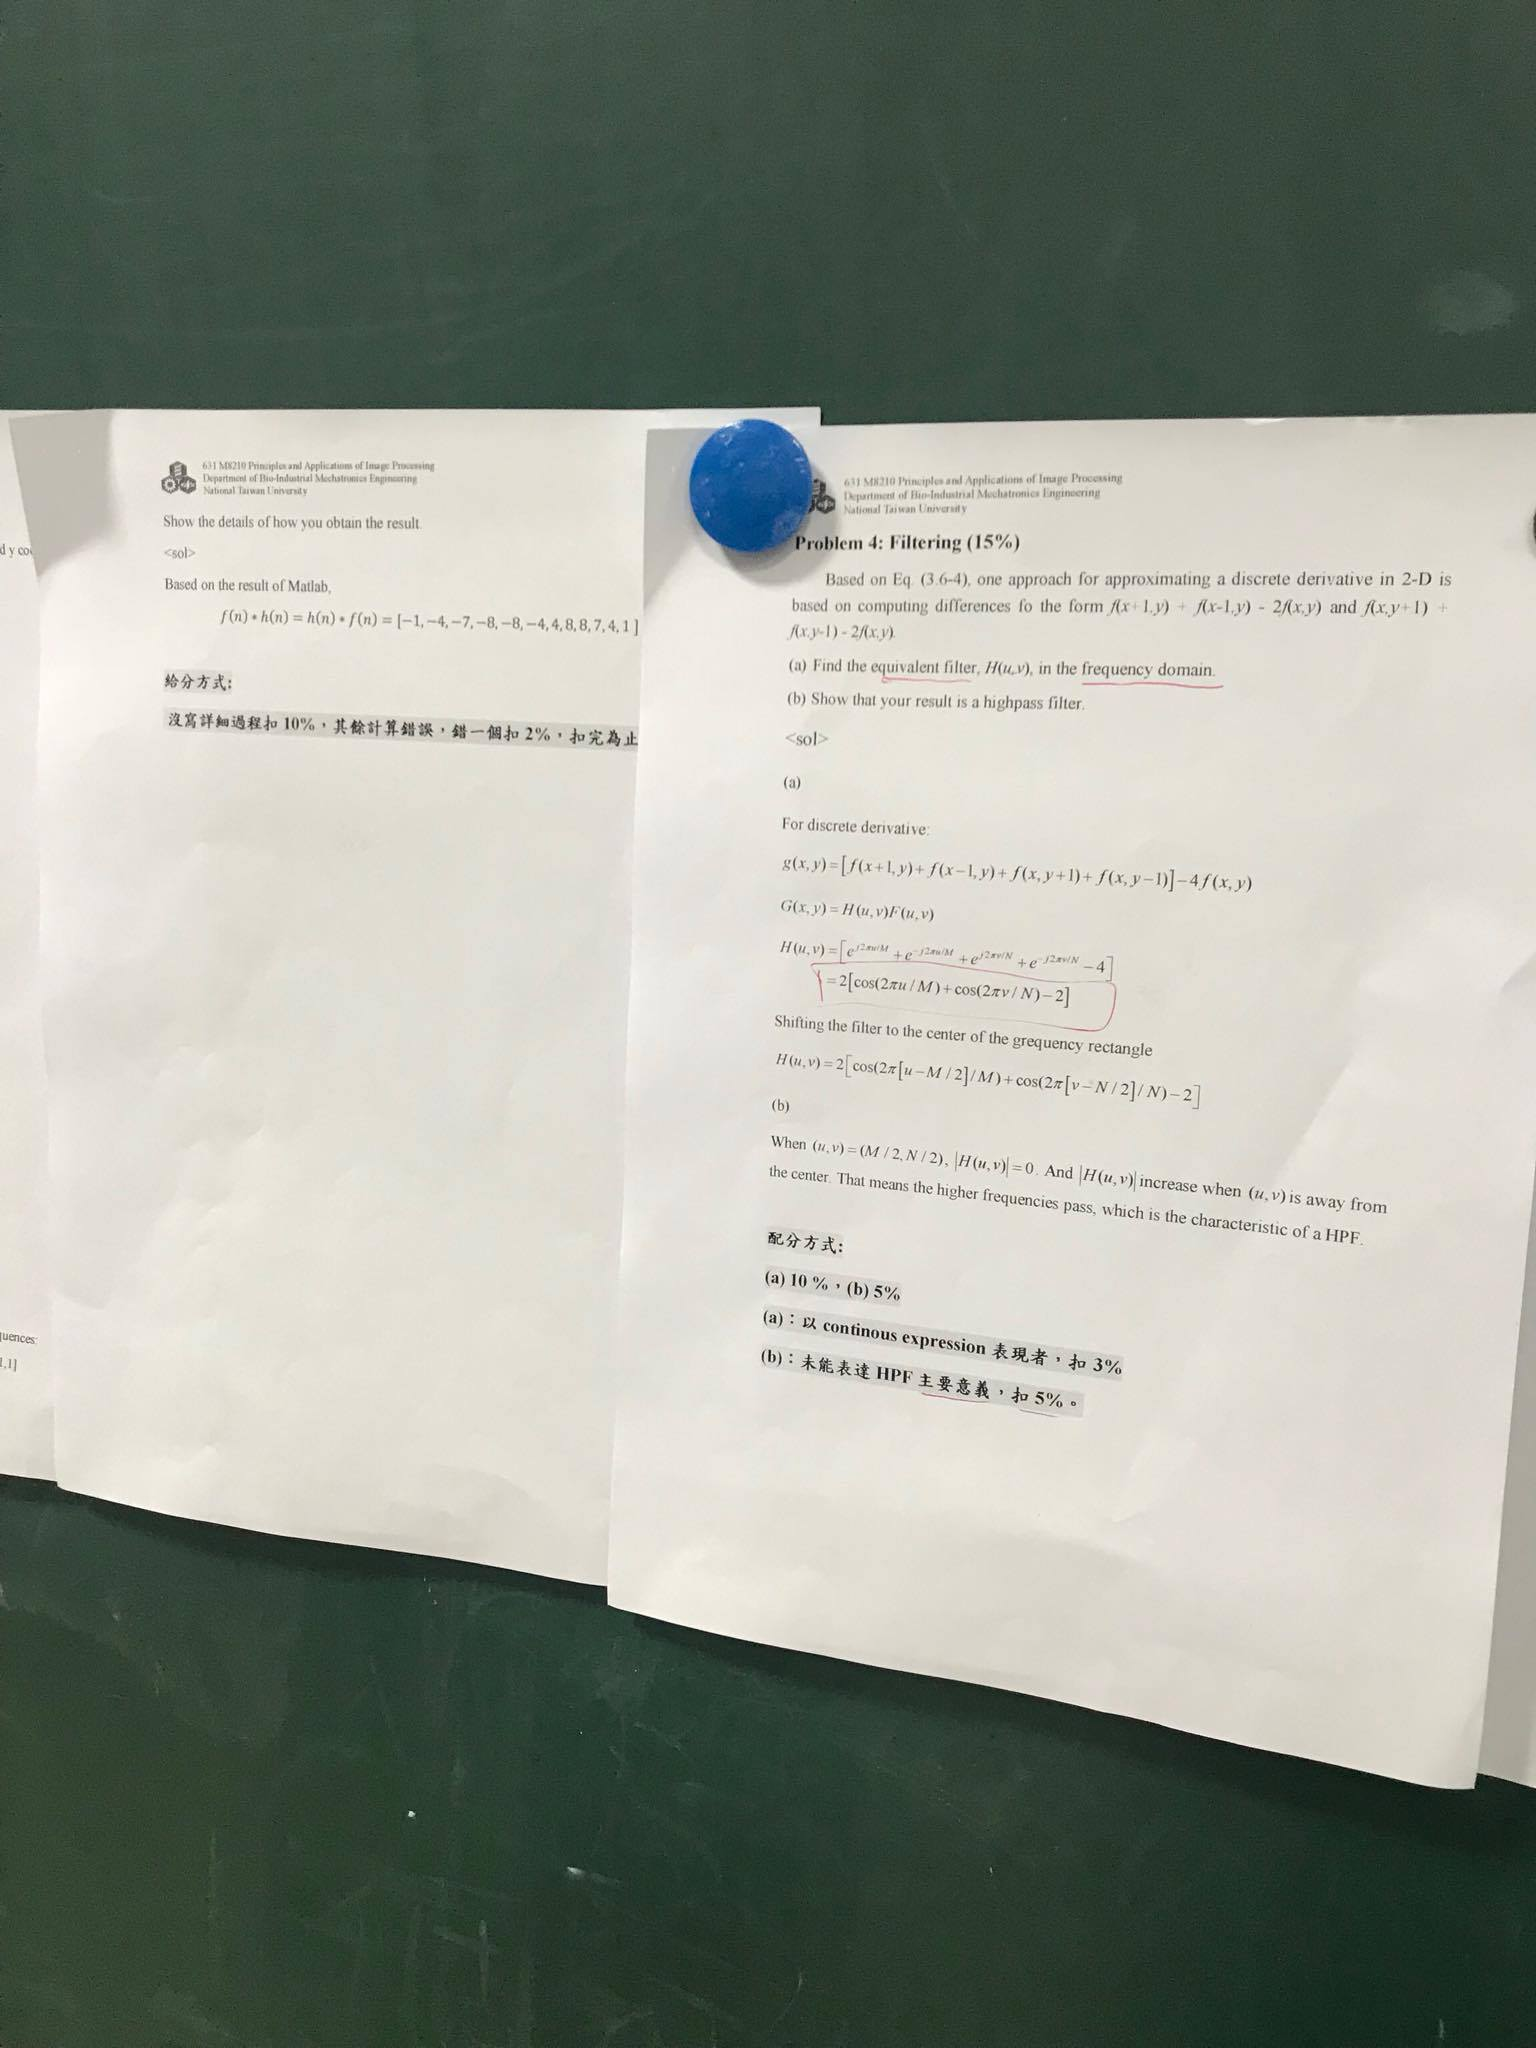 d y co
quences:
1,1]
631 M8210 Principles and Applications of Image Processing
Department of Bio-Industrial Mechatronics Engineering
National Taiwan University
Show the details of how you obtain the result.
<sol>
Based on the result of Matlab,
f(n)∗h(n) = h(n)∗f(n) = [−1,−4,−7,−8,−8,−4,4,8,8,7,4,1]
給分方式:
沒寫詳細過程扣 10%，其餘計算錯誤，錯一個扣 2%，扣完為止
631 M8210 Principles and Applications of Image Processing
Department of Bio-Industrial Mechatronics Engineering
National Taiwan University
Problem 4: Filtering (15%)
Based on Eq. (3.6-4), one approach for approximating a discrete derivative in 2-D is
based on computing differences fo the form f(x+1,y) + f(x-1,y) - 2f(x,y) and f(x,y+1) +
f(x,y-1) - 2f(x,y).
(a) Find the equivalent filter, H(u,v), in the frequency domain.
(b) Show that your result is a highpass filter.
<sol>
(a)
For discrete derivative:
g(x,y)=[f(x+1,y)+f(x−1,y)+f(x,y+1)+f(x,y−1)]−4f(x,y)
G(x,y)=H(u,v)F(u,v)
H(u,v)=[e^{j2πu/M}+e^{-j2πu/M}+e^{j2πv/N}+e^{-j2πv/N}−4]
=2[cos(2πu/M)+cos(2πv/N)−2]
Shifting the filter to the center of the grequency rectangle
H(u,v)=2[cos(2π[u−M/2]/M)+cos(2π[v−N/2]/N)−2]
(b)
When (u,v)=(M/2,N/2), |H(u,v)|=0. And |H(u,v)| increase when (u,v) is away from
the center. That means the higher frequencies pass, which is the characteristic of a HPF.
配分方式:
(a) 10 %，(b) 5%
(a)：以 continous expression 表現者，扣 3%
(b)：未能表達 HPF 主要意義，扣 5%。